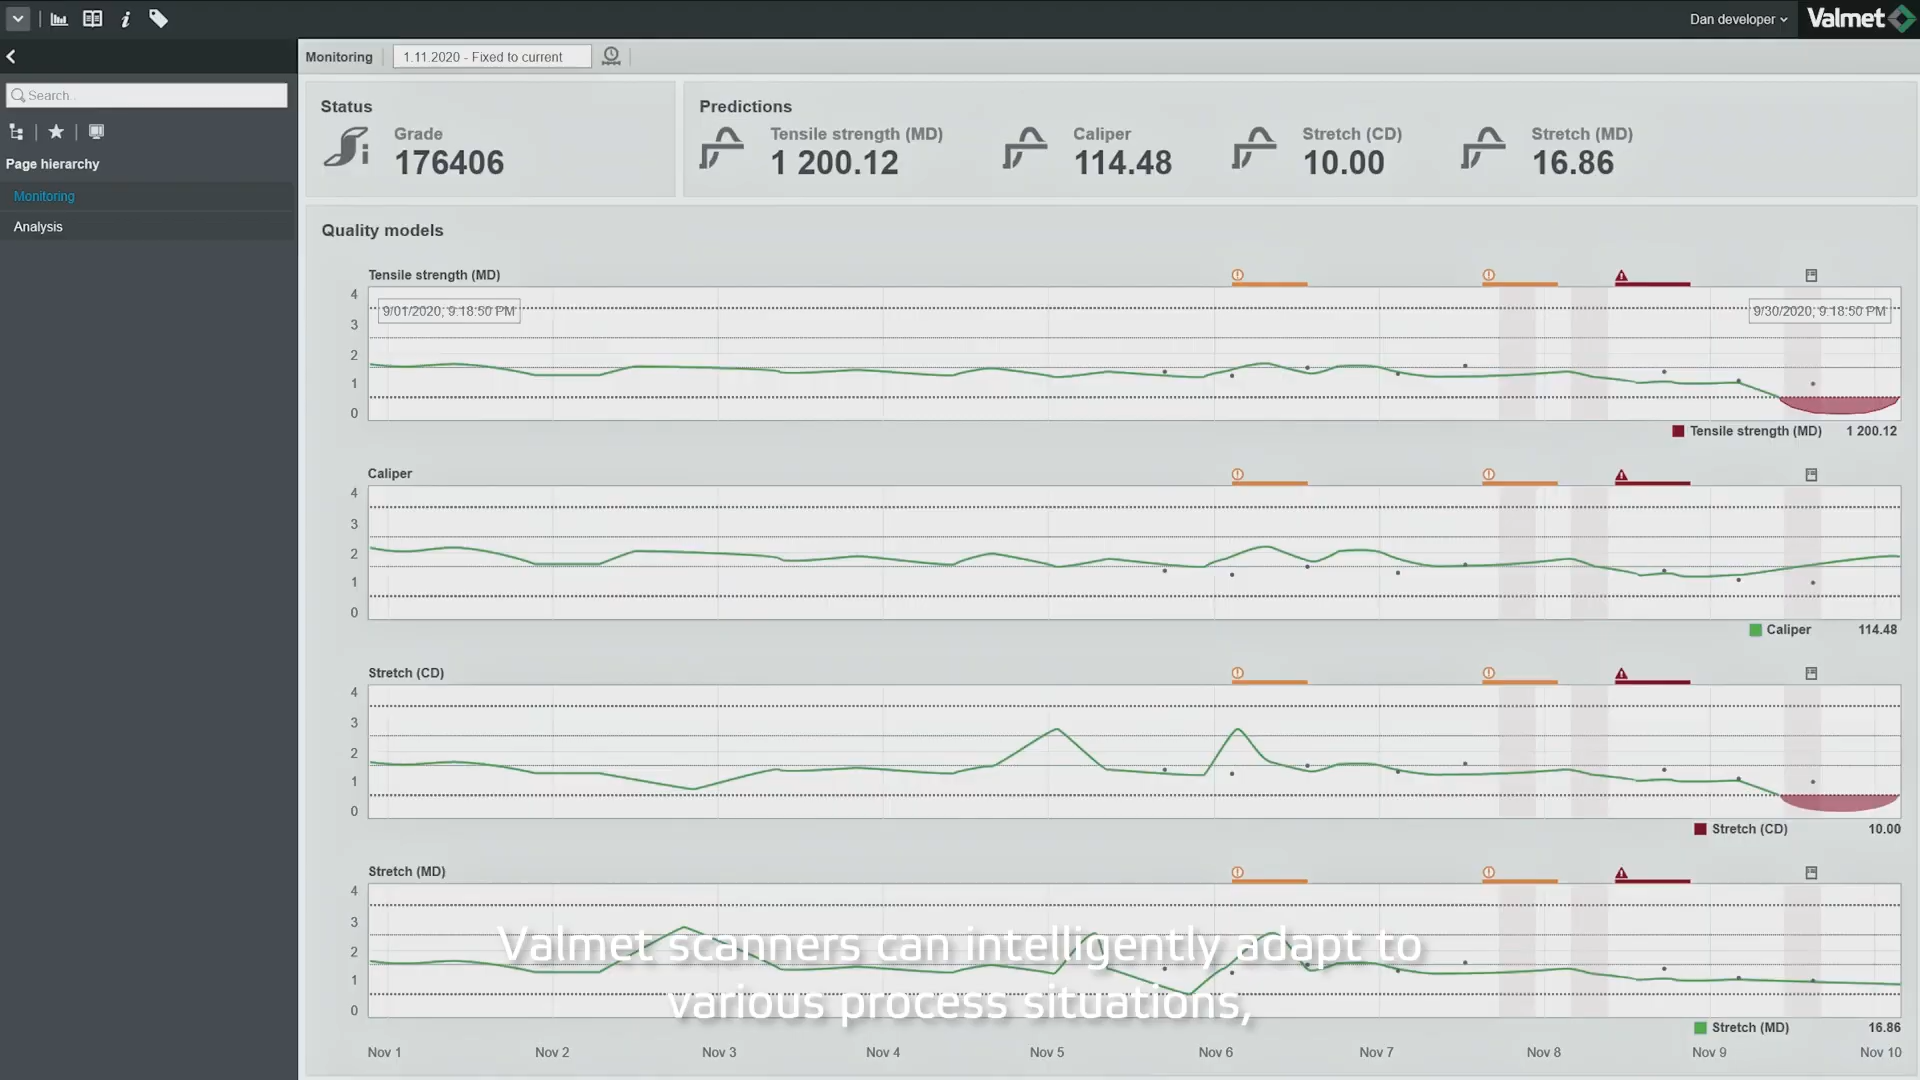 Dan developer
Valmet
Monitoring
1.11.2020 - Fixed to current
Search..
Page hierarchy
Monitoring
Analysis
Status
Grade
176406
Predictions
Tensile strength (MD)
1 200.12
Caliper
114.48
Stretch (CD)
10.00
Stretch (MD)
16.86
Quality models
Tensile strength (MD)
4
3
2
1
0
9/01/2020, 9:18:50 PM
9/30/2020, 9:18:50 PM
Tensile strength (MD) 1 200.12
Caliper
4
3
2
1
0
Caliper 114.48
Stretch (CD)
4
3
2
1
0
Stretch (CD) 10.00
Stretch (MD)
4
3
2
1
0
Valmet scanners can intelligently adapt to
various process situations,
Stretch (MD) 16.86
Nov 1 Nov 2 Nov 3 Nov 4 Nov 5 Nov 6 Nov 7 Nov 8 Nov 9 Nov 10